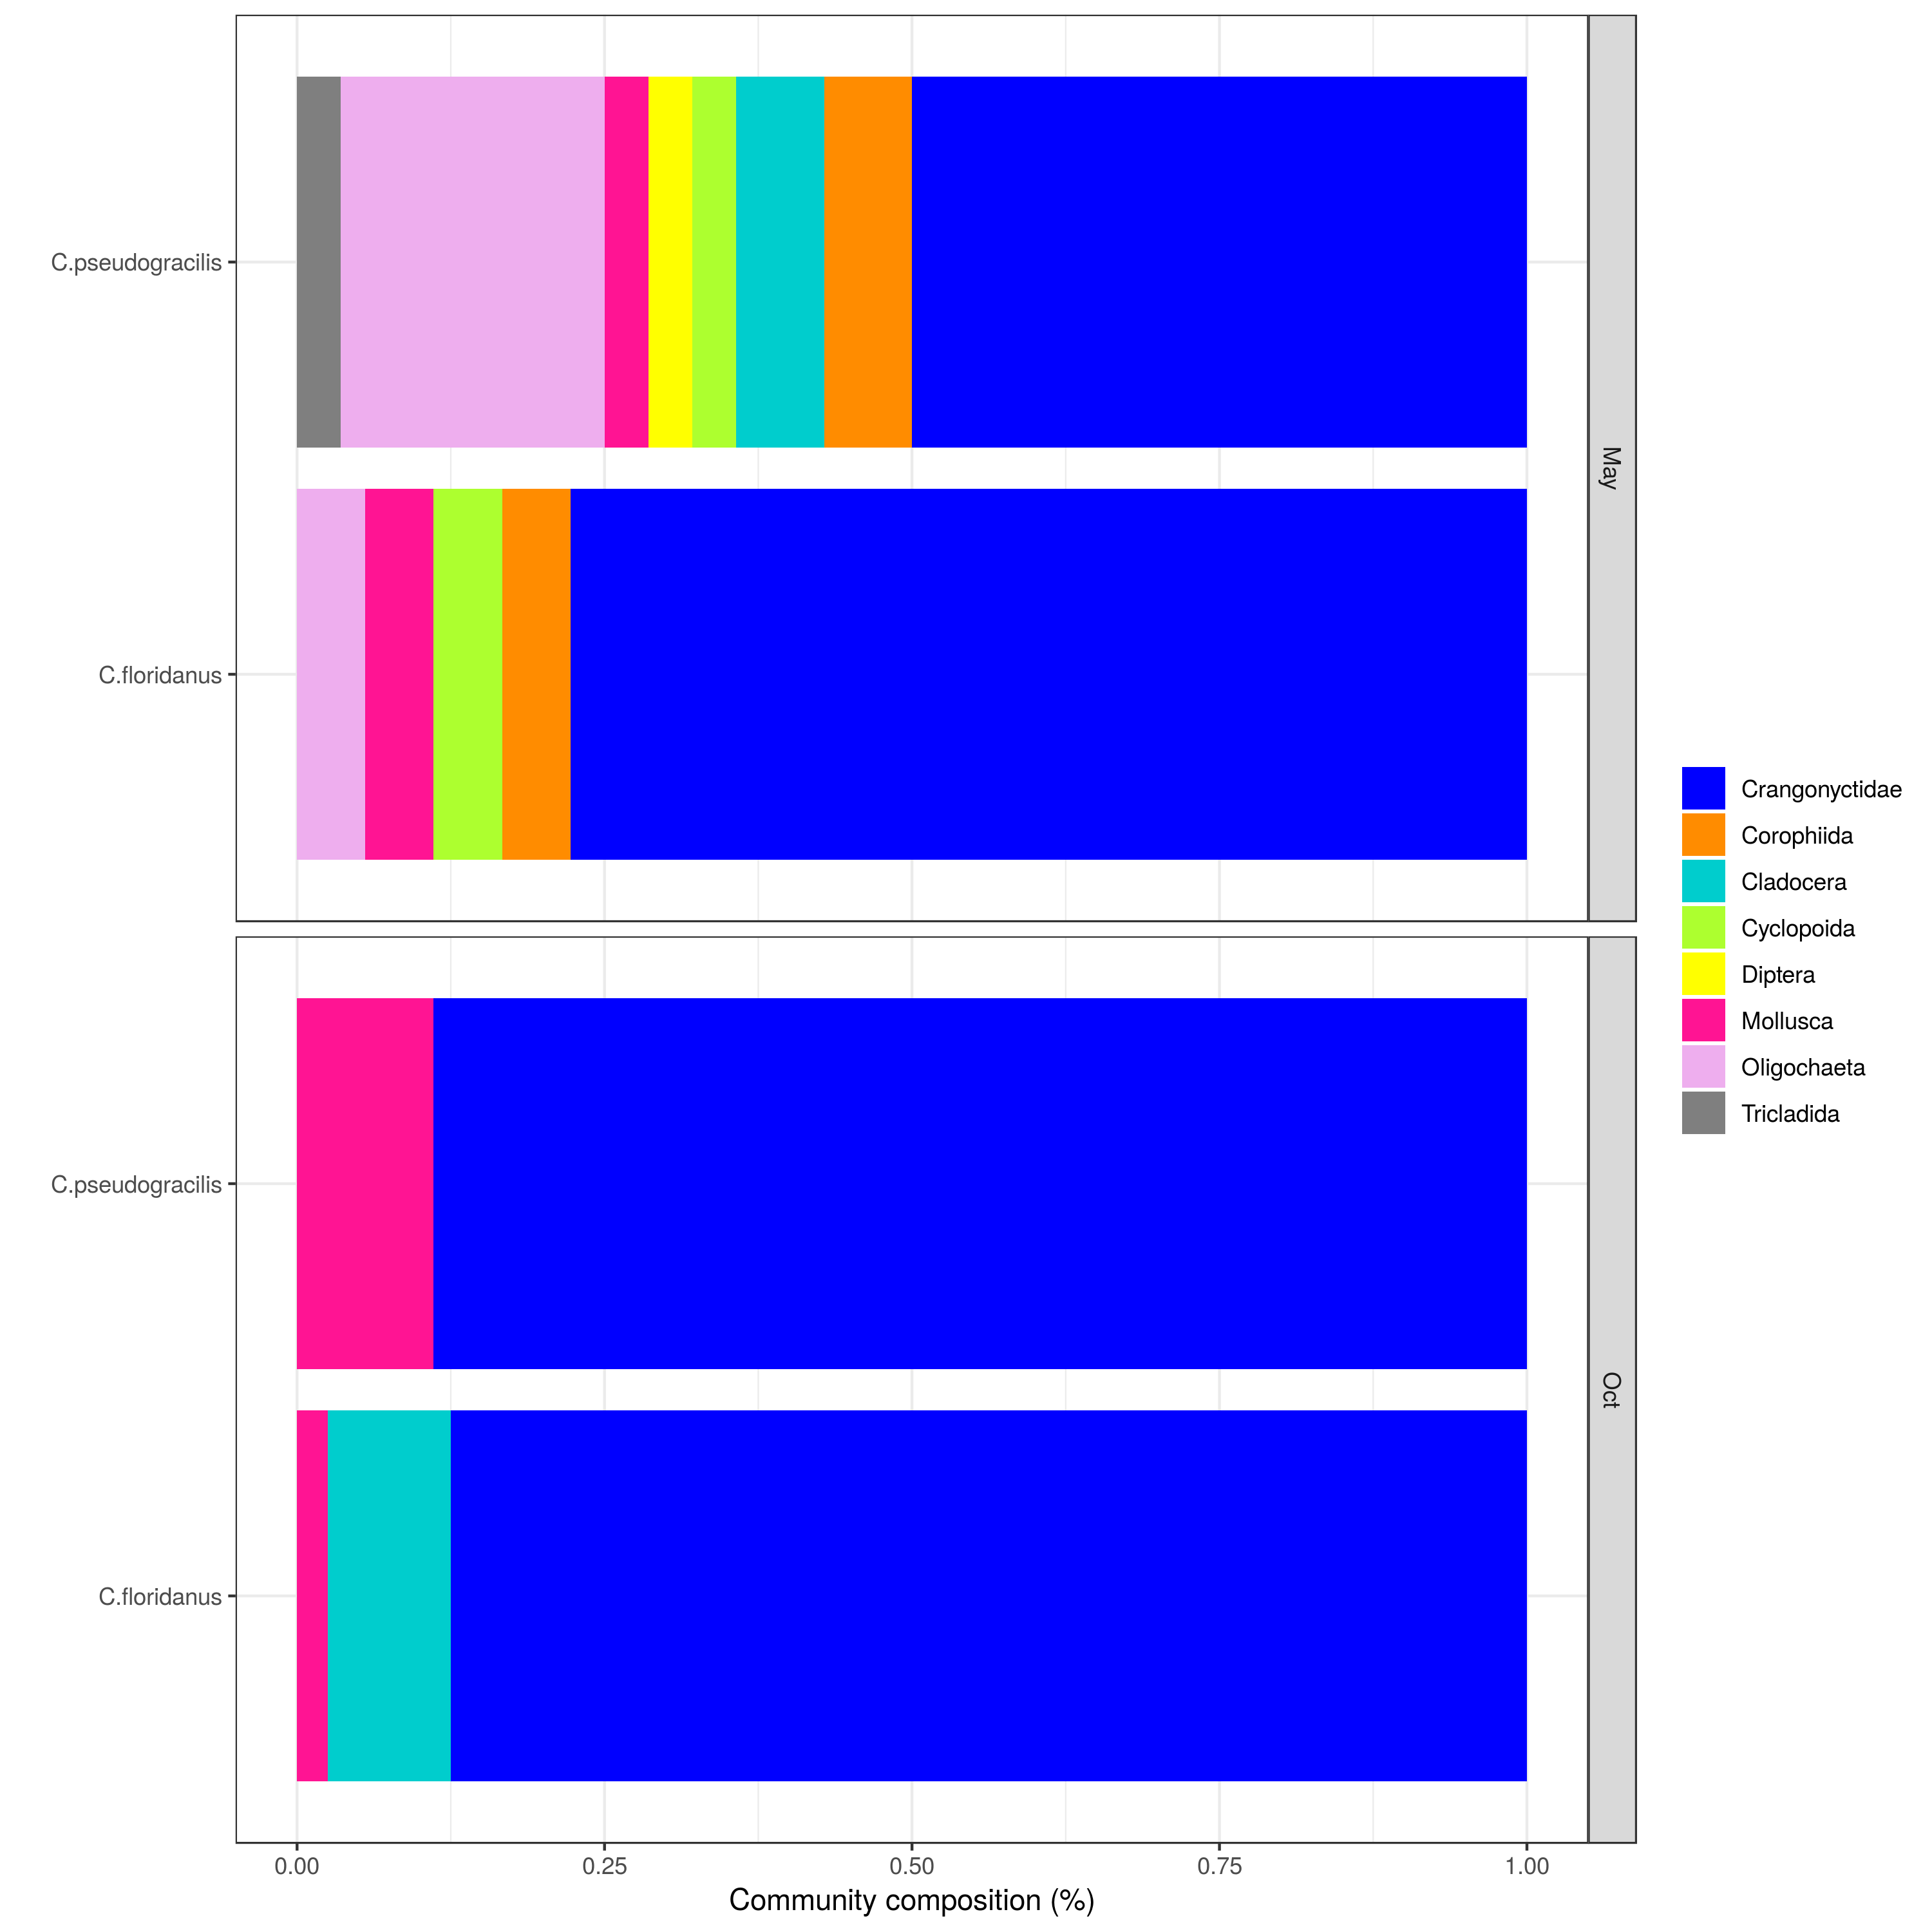 C.pseudogracilis
C.floridanus
May
C.pseudogracilis
C.floridanus
Oct
0.00
0.25
0.50
0.75
1.00
Community composition (%)
Crangonyctidae
Corophiida
Cladocera
Cyclopoida
Diptera
Mollusca
Oligochaeta
Tricladida